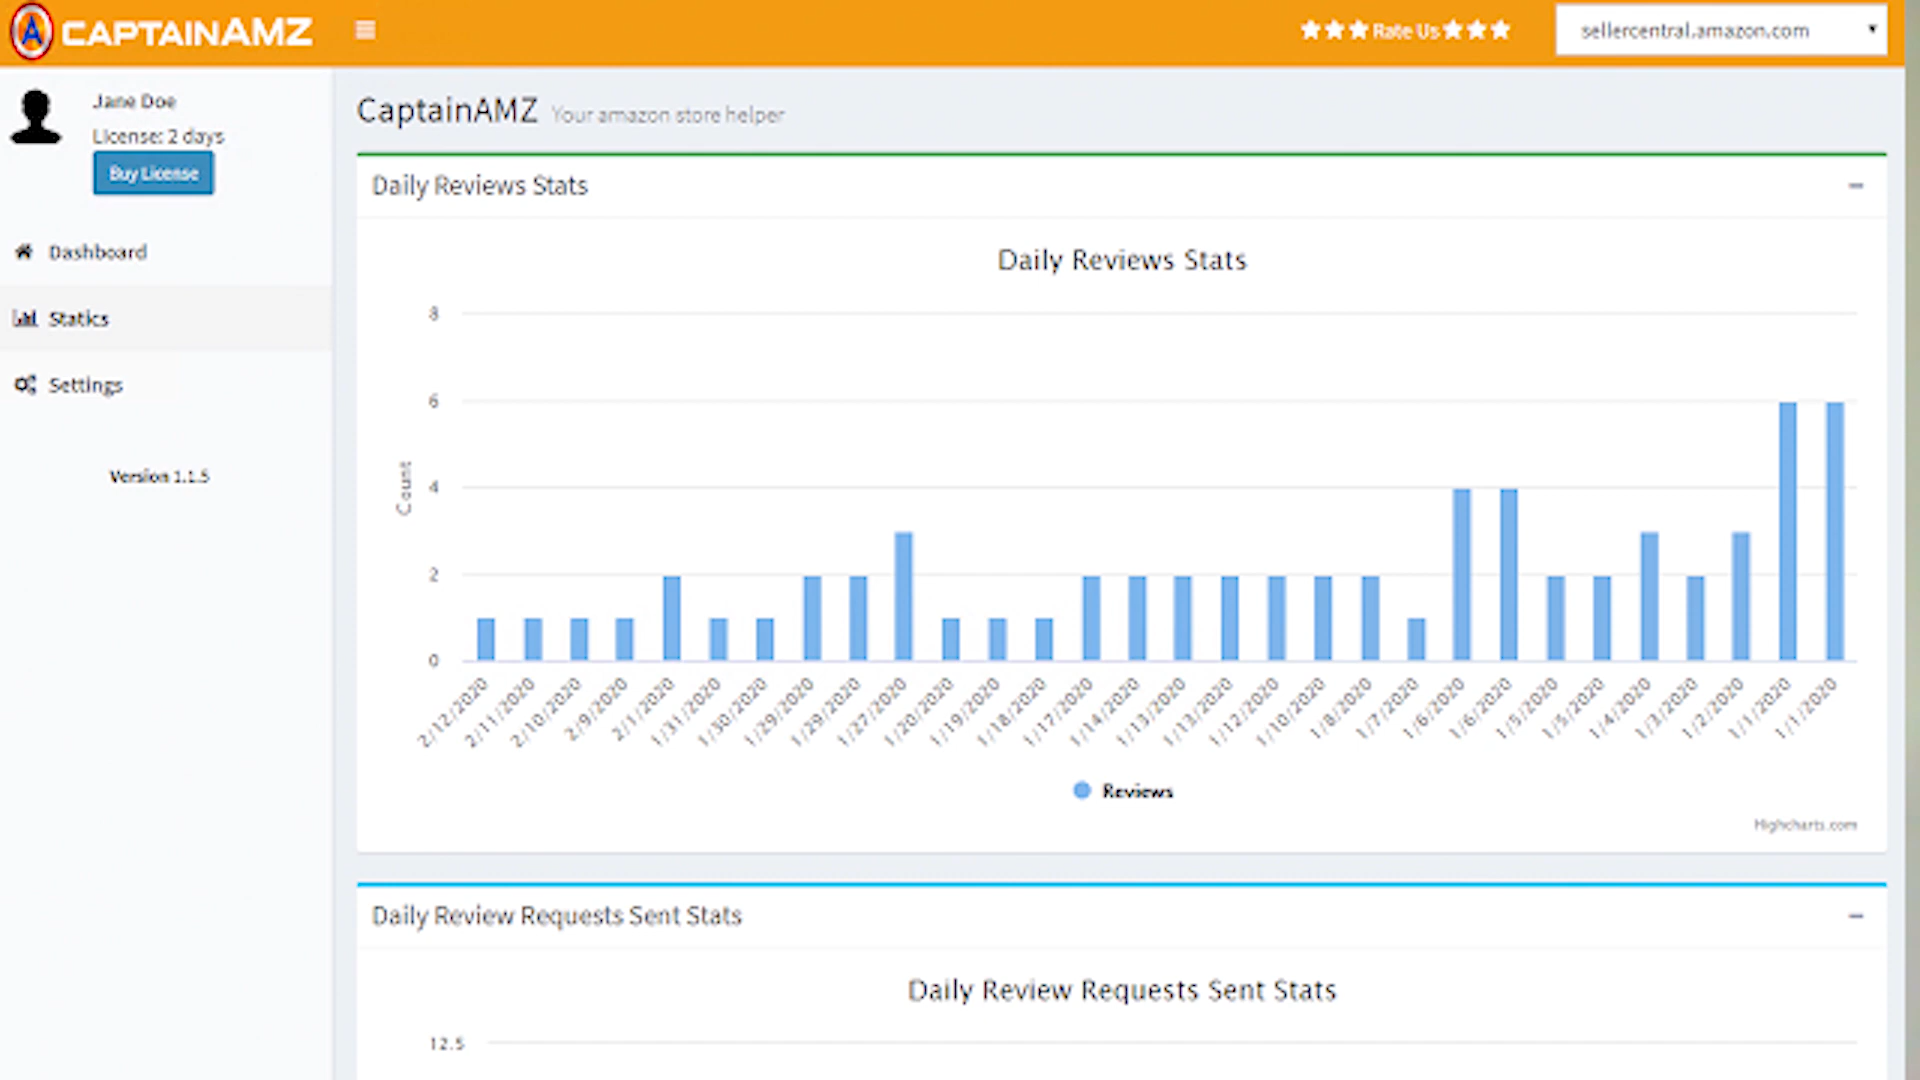 CAPTAINAMZ
Rate Us
sellercentral.amazon.com
Jane Doe
License: 2 days
Buy License
Dashboard
Statics
Settings
Version 1.1.5
CaptainAMZ Your amazon store helper
Daily Reviews Stats
Daily Reviews Stats
8
6
4
2
0
Count
2/12/2020
2/11/2020
2/10/2020
2/9/2020
2/1/2020
1/31/2020
1/30/2020
1/29/2020
1/29/2020
1/27/2020
1/20/2020
1/19/2020
1/18/2020
1/17/2020
1/14/2020
1/13/2020
1/13/2020
1/12/2020
1/10/2020
1/8/2020
1/7/2020
1/6/2020
1/6/2020
1/5/2020
1/5/2020
1/4/2020
1/3/2020
1/2/2020
1/1/2020
1/1/2020
Reviews
Highcharts.com
Daily Review Requests Sent Stats
Daily Review Requests Sent Stats
12.5